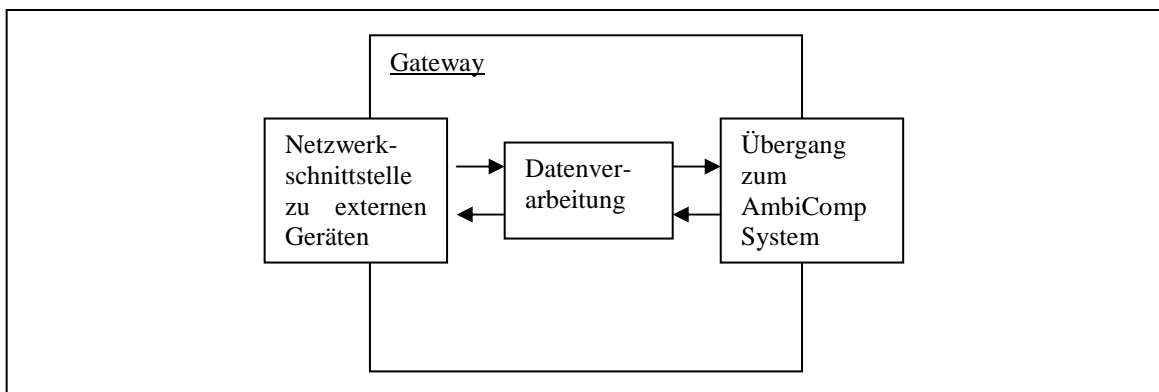 Gateway
Netzwerk-
schnittstelle
zu externen
Geräten
Datenver-
arbeitung
Übergang
zum
AmbiComp
System